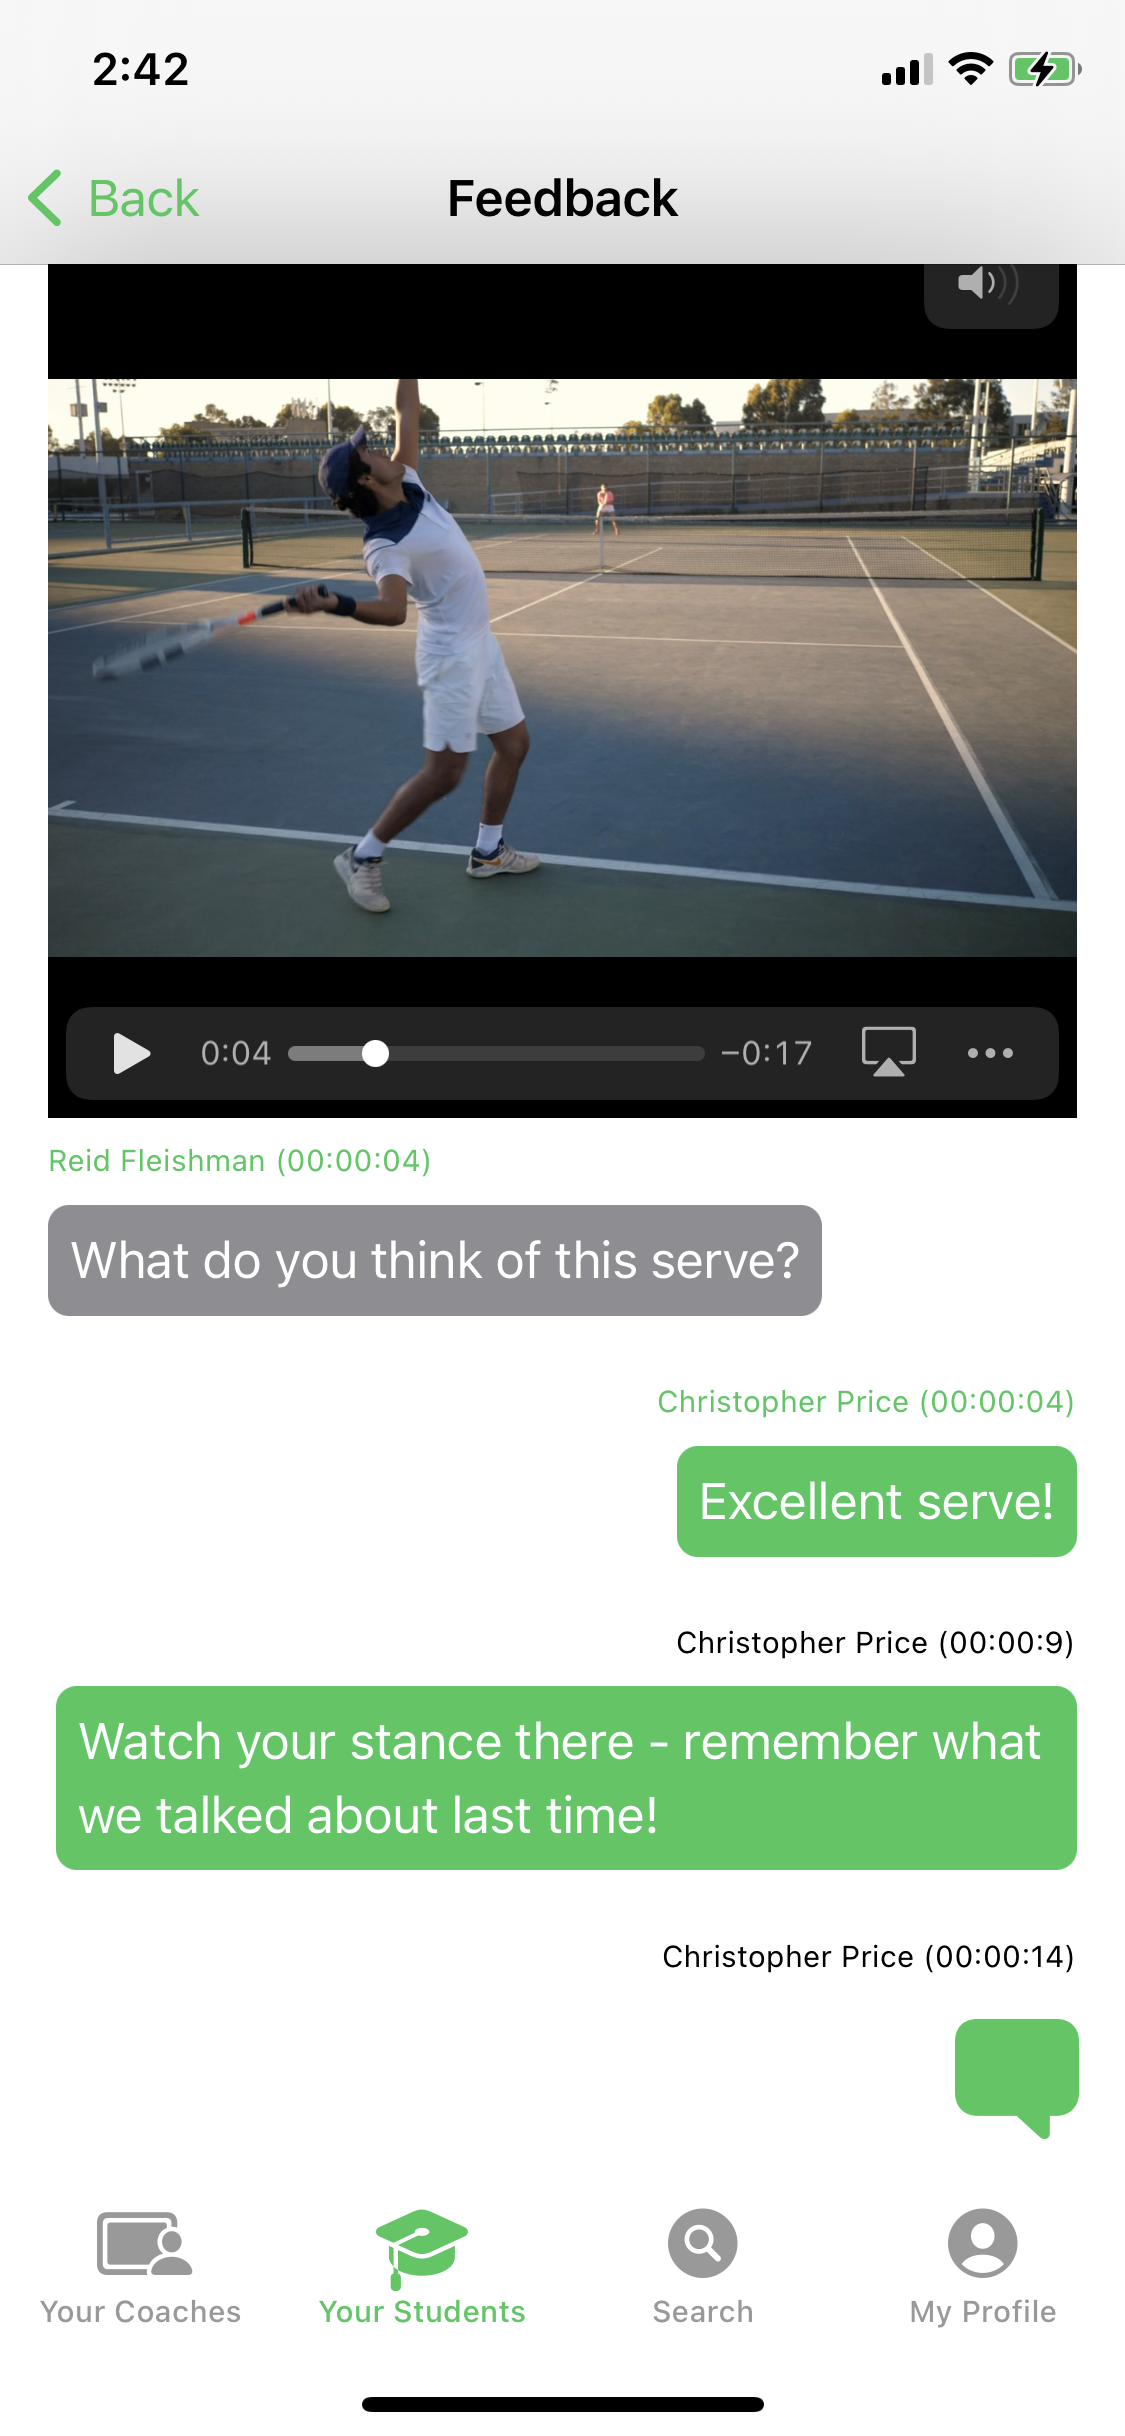 2:42
Back
Feedback
0:04
−0:17
Reid Fleishman (00:00:04)
What do you think of this serve?
Christopher Price (00:00:04)
Excellent serve!
Christopher Price (00:00:9)
Watch your stance there - remember what
we talked about last time!
Christopher Price (00:00:14)
Your Coaches
Your Students
Search
My Profile